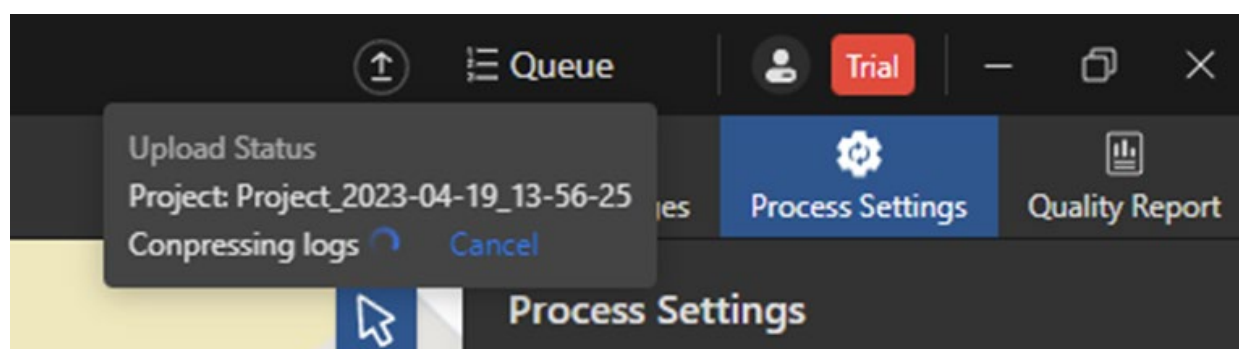 Queue
Trial
Upload Status
Project: Project_2023-04-19_13-56-25
Conpressing logs Cancel
Process Settings
Quality Report
Process Settings